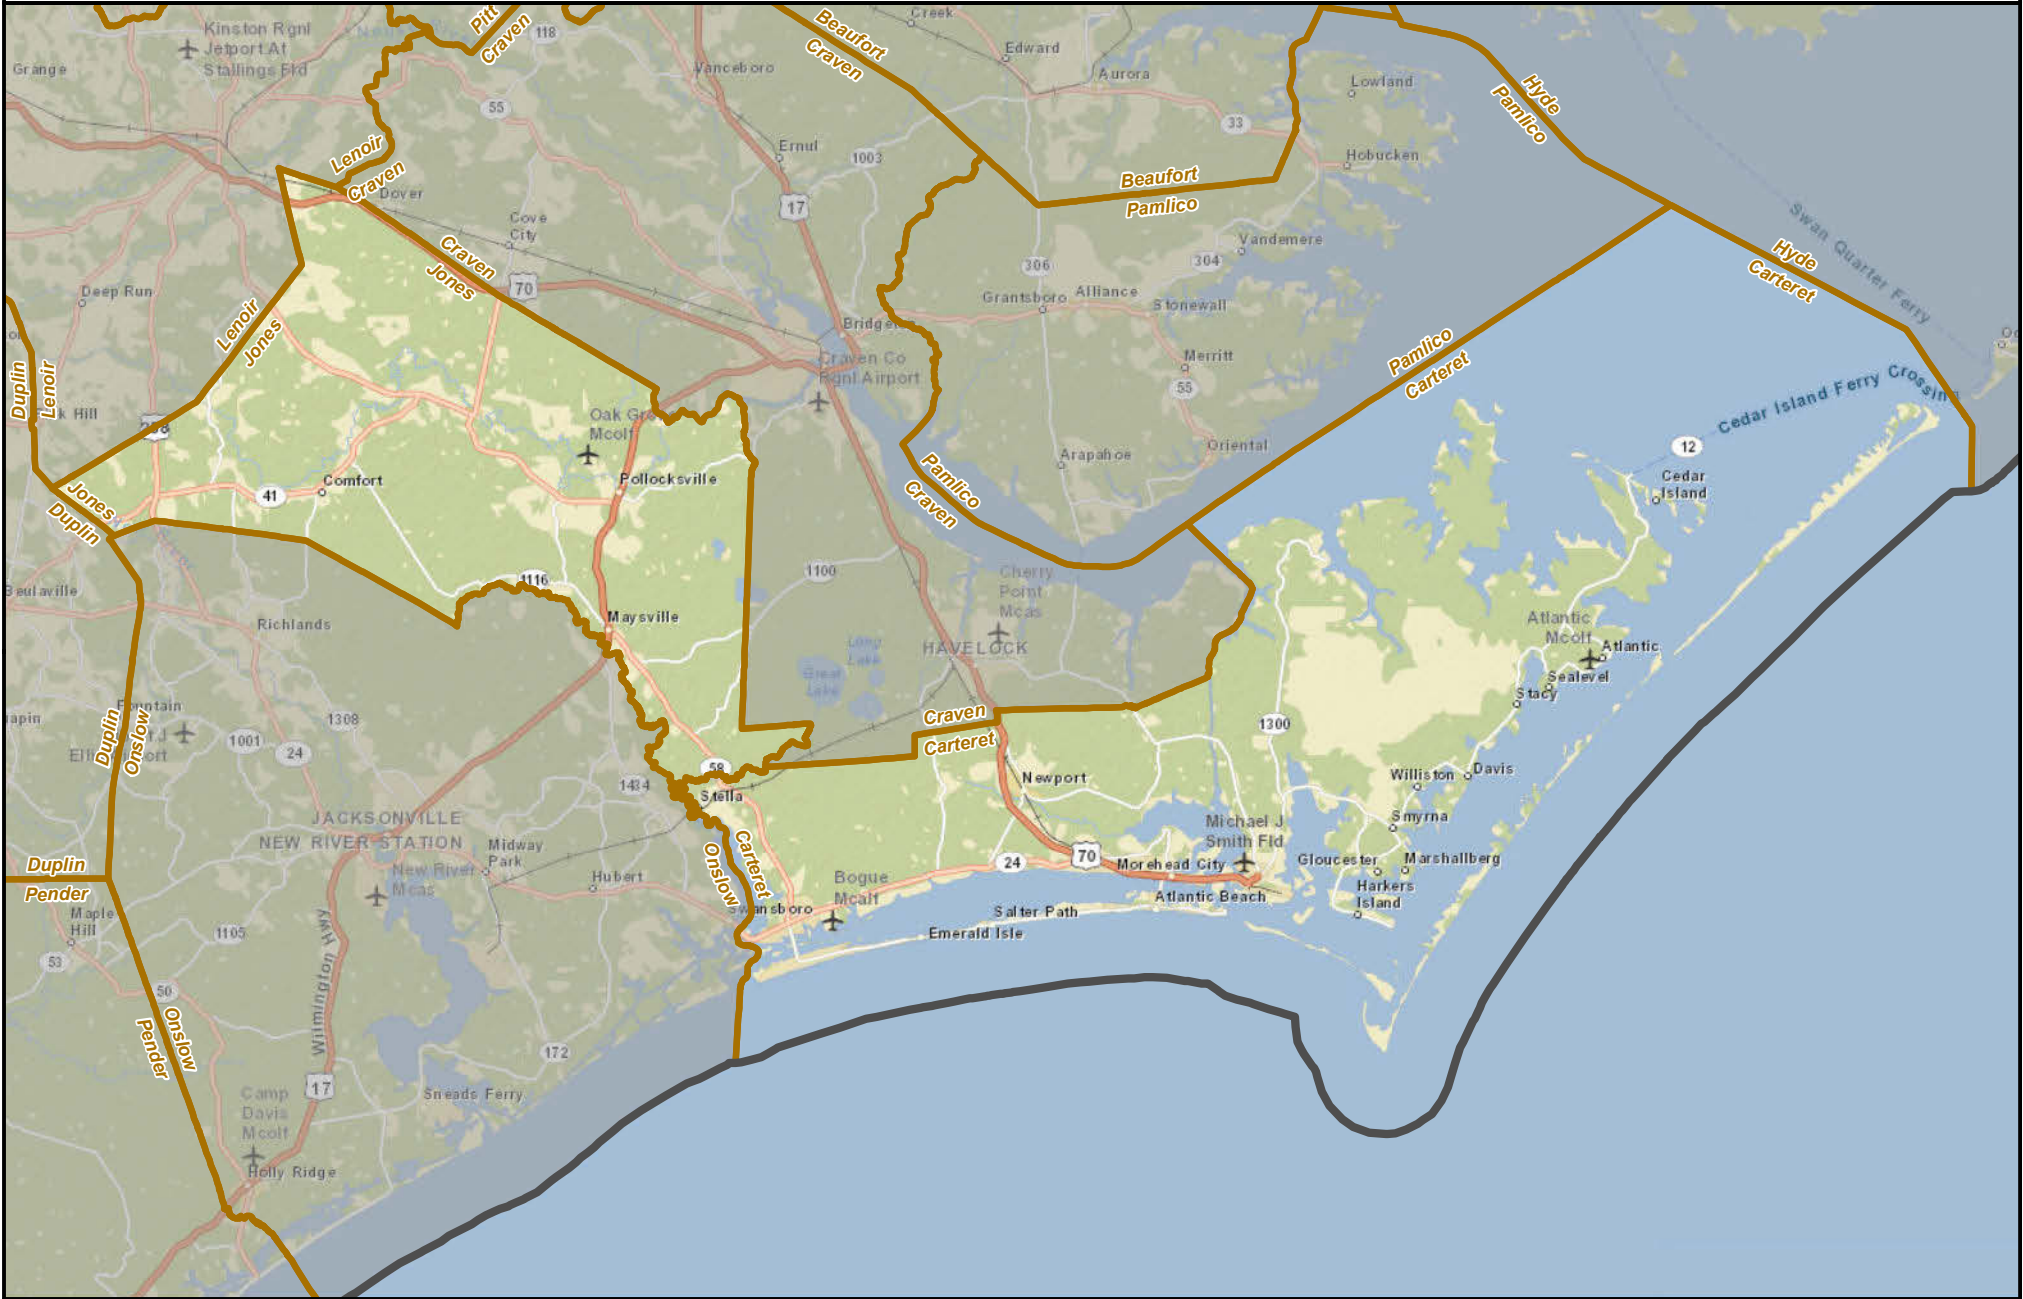 Kinston Rgnl
Jetport At
Stallings Fld
Grange
Pitt
Craven
118
Beaufort
Craven
Creek
Edward
Vanceboro
Aurora
Lowland
Hyde
Pamlico
55
33
Ernul
1003
Hobucken
Lenoir
Craven
Dover
Beaufort
Pamlico
17
Cove
City
Swan Quarter Ferry
Vandemere
Craven
Jones
70
306
304
Hyde
Carteret
Deep Run
Grantsboro
Alliance
Stonewall
Lenoir
Jones
Craven Co
Rgnl Airport
Merritt
Pamlico
Carteret
55
Duplin
Lenoir
Cedar Island Ferry Crossing
Oak Gro
Mcolf
Oriental
12
Arapahoe
Cedar
Island
Comfort
41
Pollocksville
Jones
Duplin
Pamlico
Craven
1116
1100
Cherry
Point
Mcas
Beulaville
Richlands
Maysville
Long
Lake
Great
Lake
HAVELOCK
Atlantic
Mcolf
Atlantic
Sealevel
Stacy
1308
1001
24
Duplin
Onslow
Craven
Carteret
1300
58
1434
Stella
Newport
Williston
Davis
Smyrna
JACKSONVILLE
NEW RIVER STATION
Midway
Park
Michael J
Smith Fld
Carteret
Onslow
24
70
Morehead City
Gloucester
Marshallberg
Duplin
Pender
New River
Mcas
Hubert
Bogue
Mcalf
Harkers
Island
Atlantic Beach
Maple
Hill
Swansboro
Salter Path
Emerald Isle
1105
53
50
Wilmington Hwy
Onslow
Pender
172
17
Sneads Ferry
Camp
Davis
Mcolf
Holly Ridge